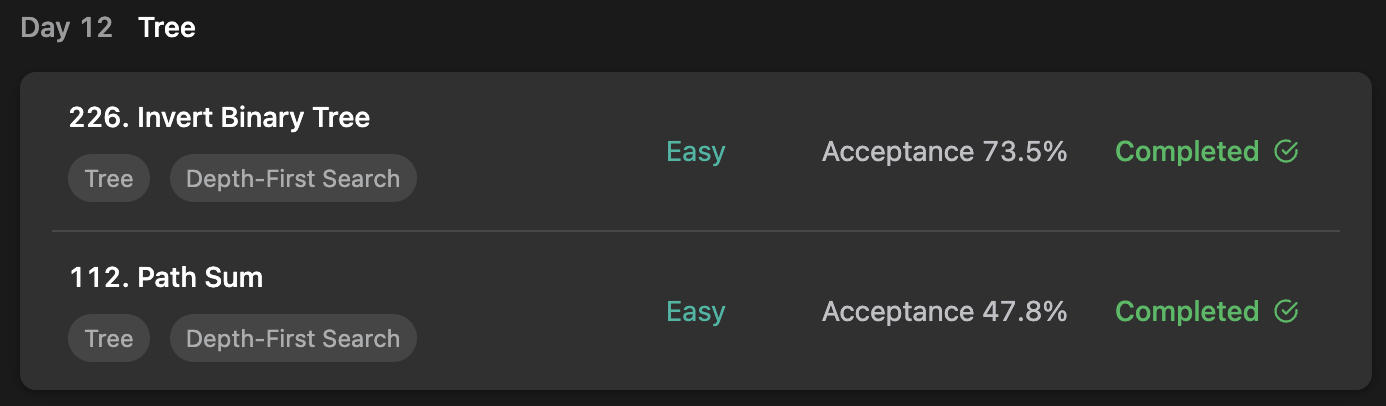 Day 12 Tree
226. Invert Binary Tree
Easy Acceptance 73.5% Completed
Tree Depth-First Search
112. Path Sum
Easy Acceptance 47.8% Completed
Tree Depth-First Search